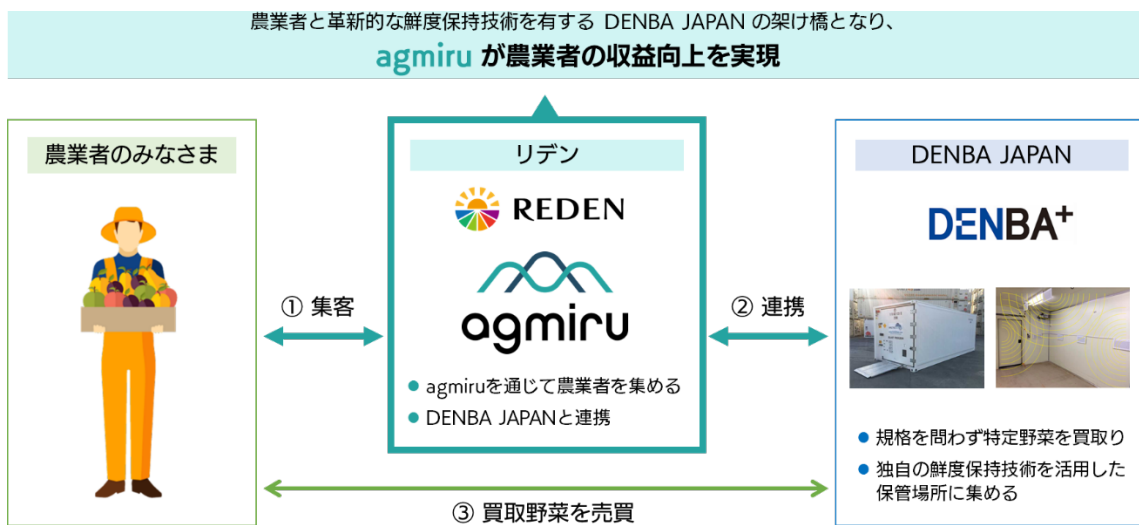 農業者と革新的な鮮度保持技術を有する DENBA JAPAN の架け橋となり、
agmiru が農業者の収益向上を実現
農業者のみなさま
① 集客
リデン
REDEN
agmiru
● agmiruを通じて農業者を集める
● DENBA JAPANと連携
② 連携
DENBA JAPAN
DENBA+
● 規格を問わず特定野菜を買取り
● 独自の鮮度保持技術を活用した
保管場所に集める
③ 買取野菜を売買